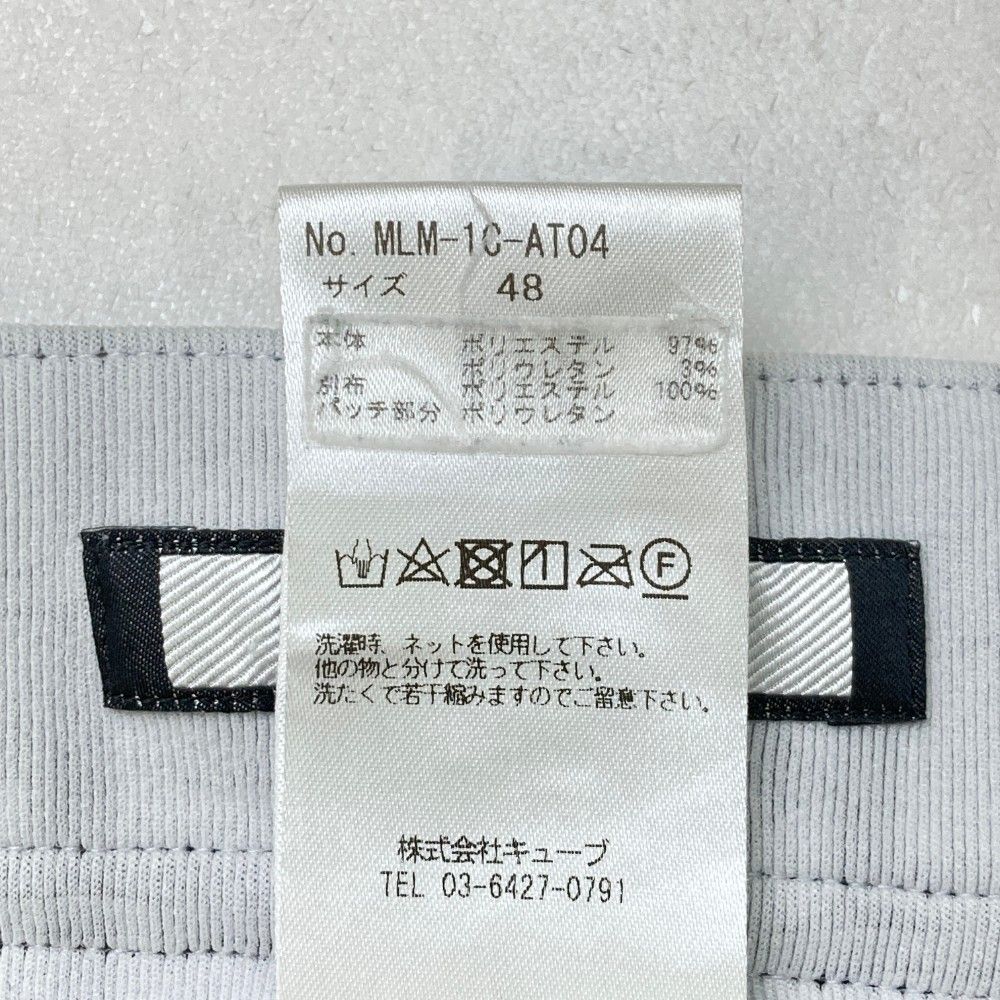 No. MLM-1C-AT04
サイズ 48
本体 ポリエステル 97%
ポリウレタン 3%
別布 ポリエステル 100%
パッチ部分 ポリウレタン
F
洗濯時、ネットを使用して下さい。
他の物と分けて洗って下さい。
洗たくで若干縮みますのでご留意下さい。
株式会社キューブ
TEL 03-6427-0791